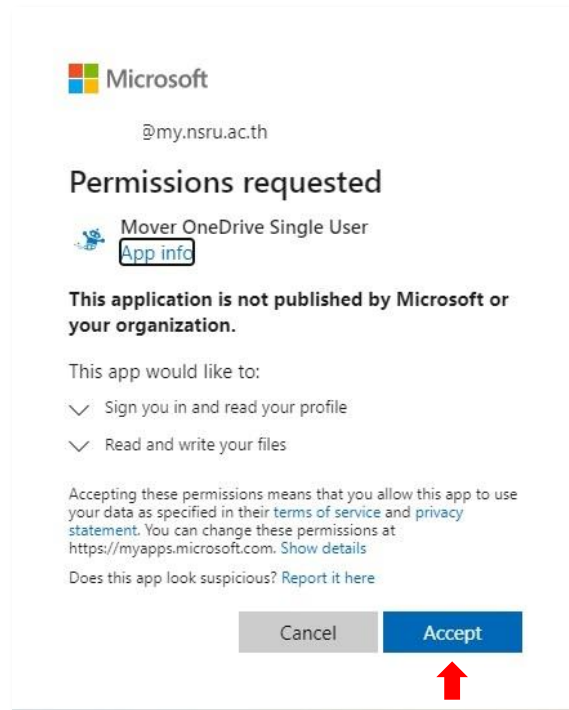 Microsoft
@my.nsru.ac.th
Permissions requested
Mover OneDrive Single User
App info
This application is not published by Microsoft or
your organization.
This app would like to:
Sign you in and read your profile
Read and write your files
Accepting these permissions means that you allow this app to use
your data as specified in their terms of service and privacy
statement. You can change these permissions at
https://myapps.microsoft.com. Show details
Does this app look suspicious? Report it here
Cancel
Accept